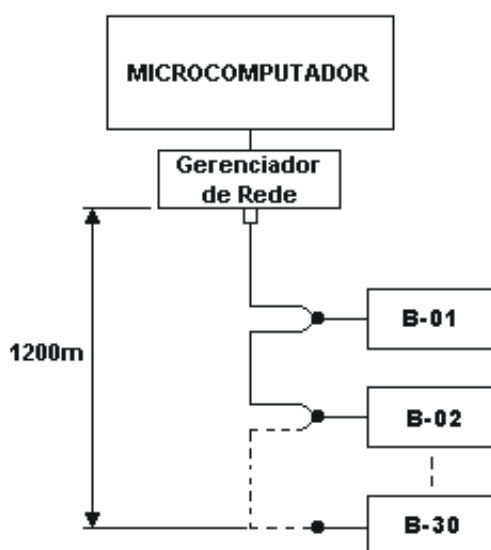 MICROCOMPUTADOR
Gerenciador
de Rede
B-01
1200m
B-02
B-30